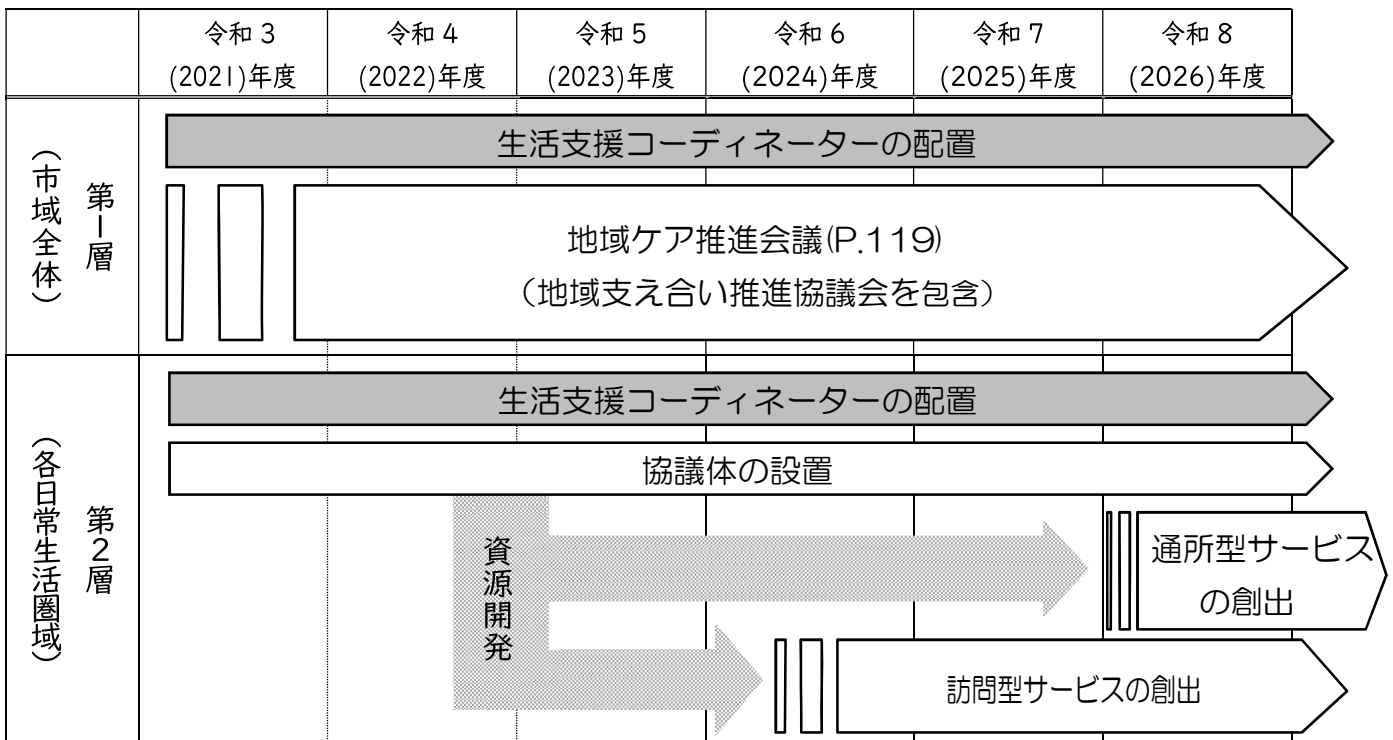 令和3 令和4 令和5 令和6 令和7 令和8
(2021)年度 (2022)年度 (2023)年度 (2024)年度 (2025)年度 (2026)年度
第1層
（市域全体）
生活支援コーディネーターの配置
地域ケア推進会議(P.119)
（地域支え合い推進協議会を包含）
第2層
（各日常生活圏域）
生活支援コーディネーターの配置
協議体の設置
資源開発
通所型サービス
の創出
訪問型サービスの創出